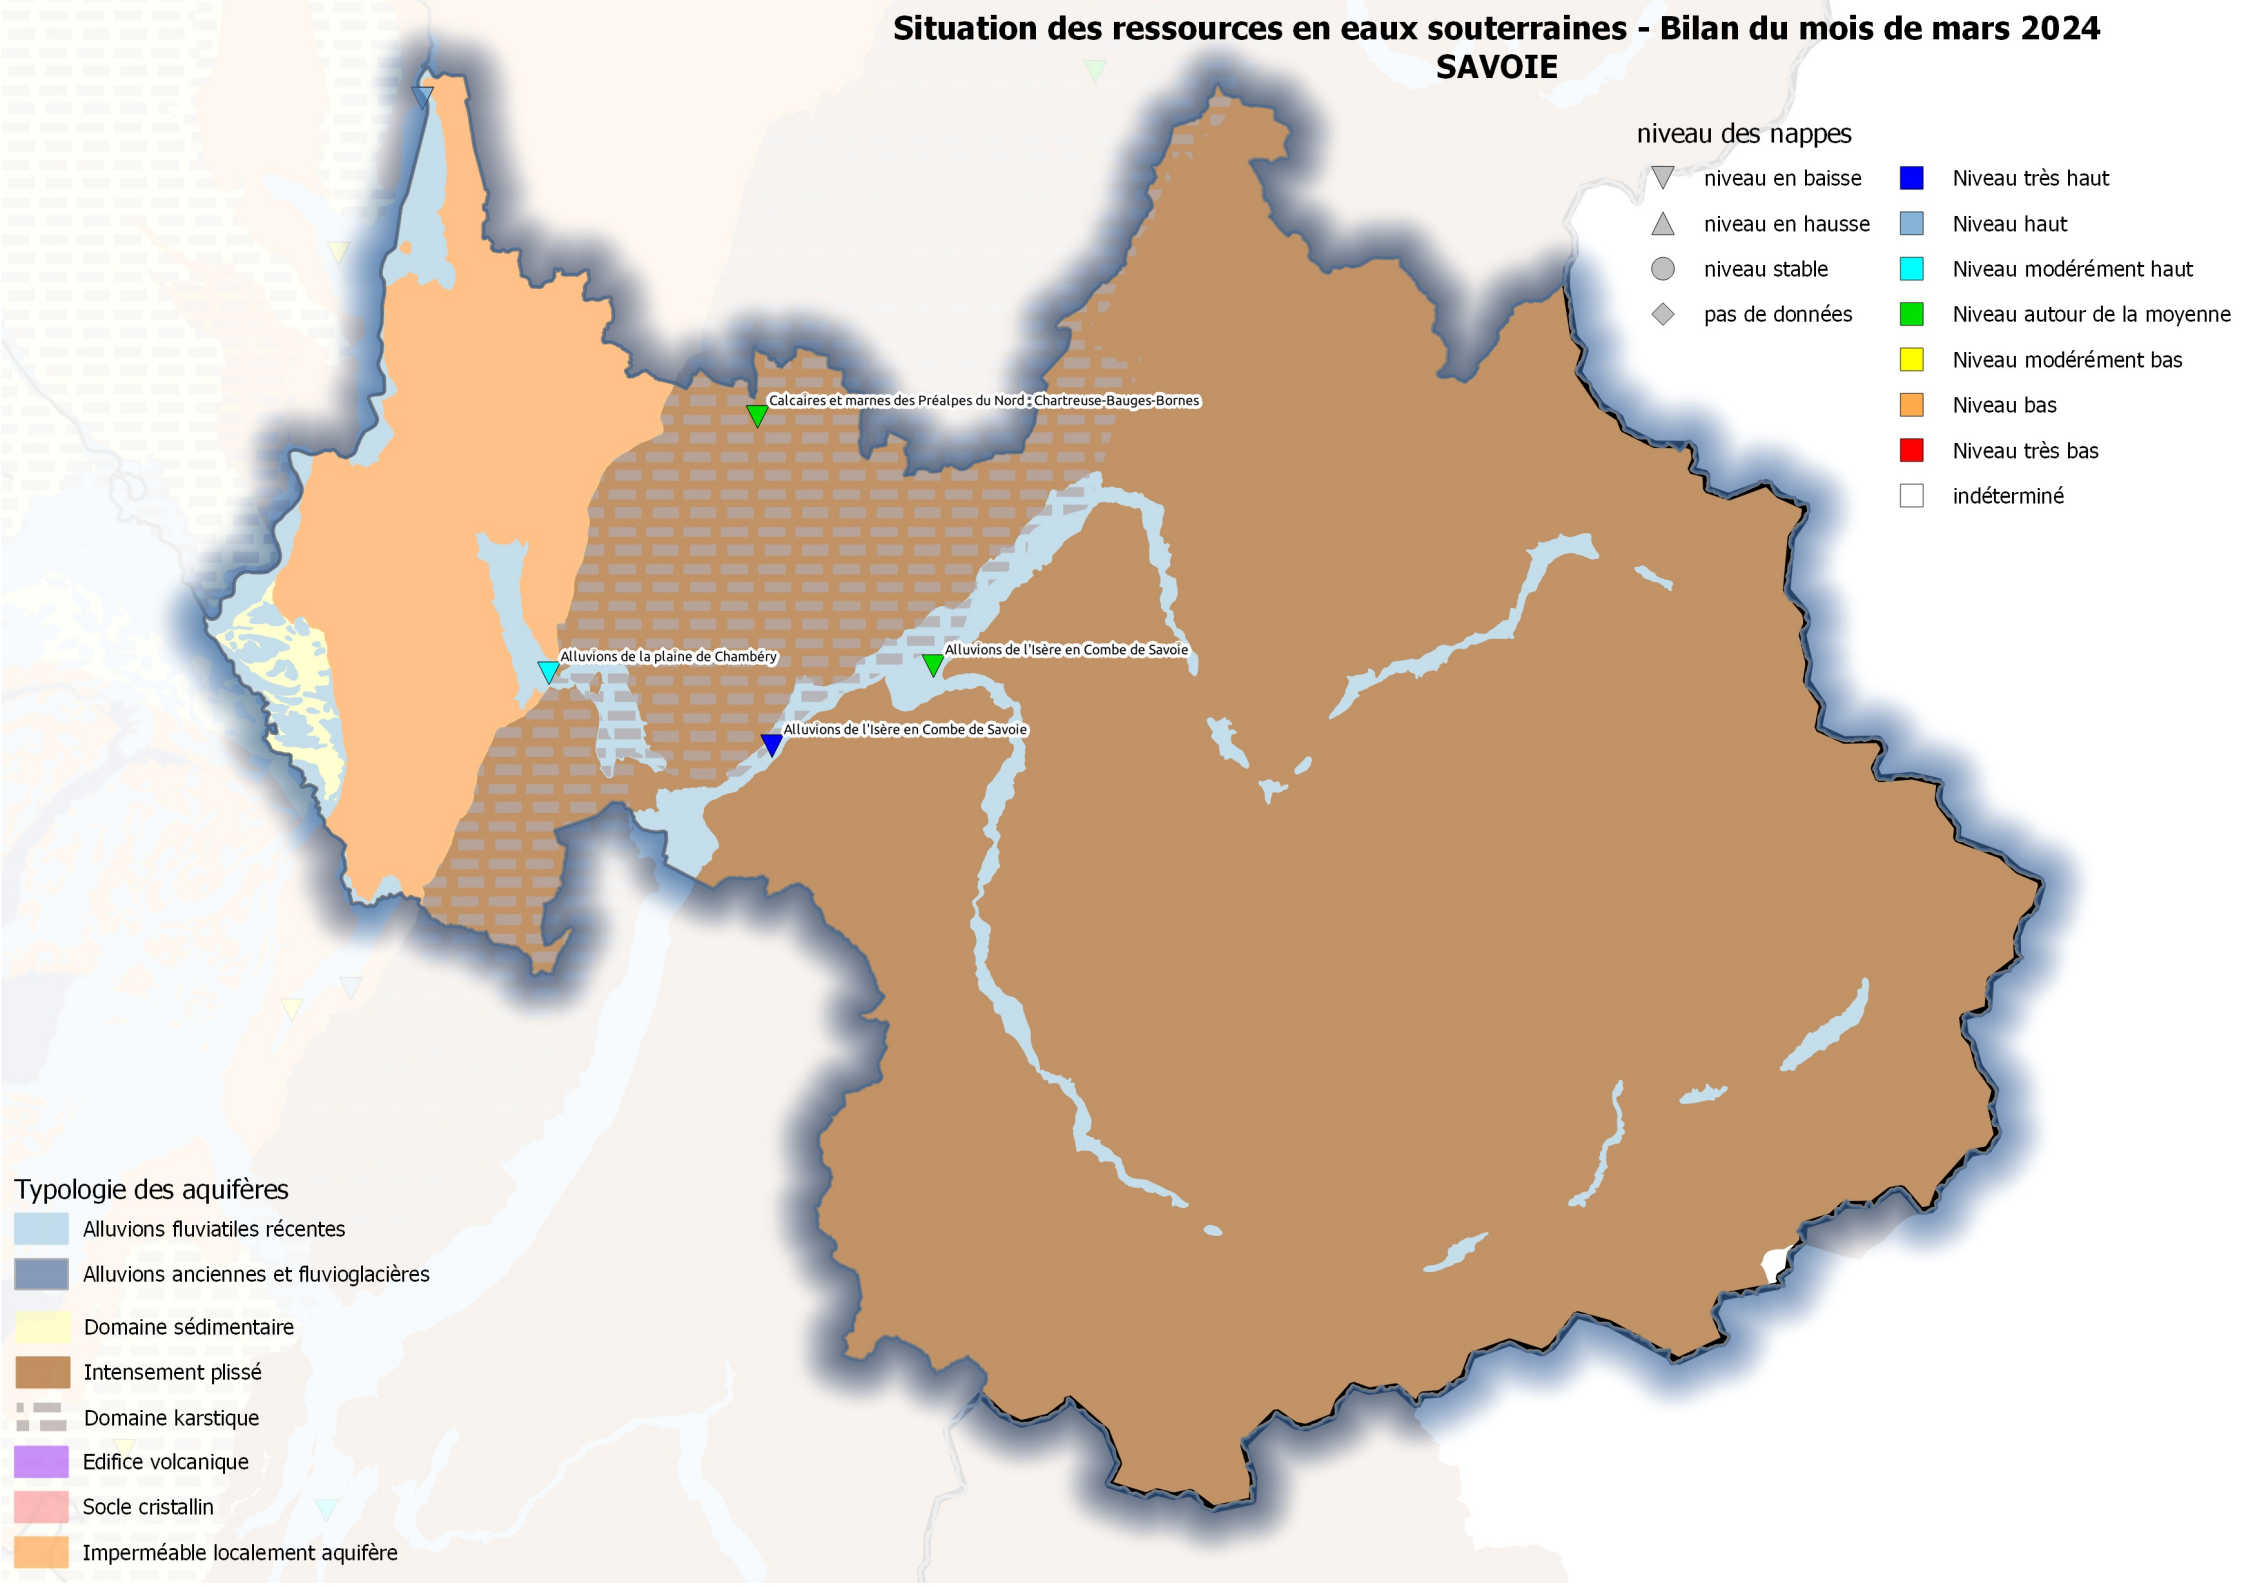 Situation des ressources en eaux souterraines - Bilan du mois de mars 2024
SAVOIE
niveau des nappes
niveau en baisse
niveau en hausse
niveau stable
pas de données
Niveau très haut
Niveau haut
Niveau modérément haut
Niveau autour de la moyenne
Niveau modérément bas
Niveau bas
Niveau très bas
indéterminé
Calcaires et marnes des Préalpes du Nord : Chartreuse-Bauges-Bornes
Alluvions de la plaine de Chambéry
Alluvions de l'Isère en Combe de Savoie
Alluvions de l'Isère en Combe de Savoie
Typologie des aquifères
Alluvions fluviatiles récentes
Alluvions anciennes et fluvioglacières
Domaine sédimentaire
Intensement plissé
Domaine karstique
Edifice volcanique
Socle cristallin
Imperméable localement aquifère